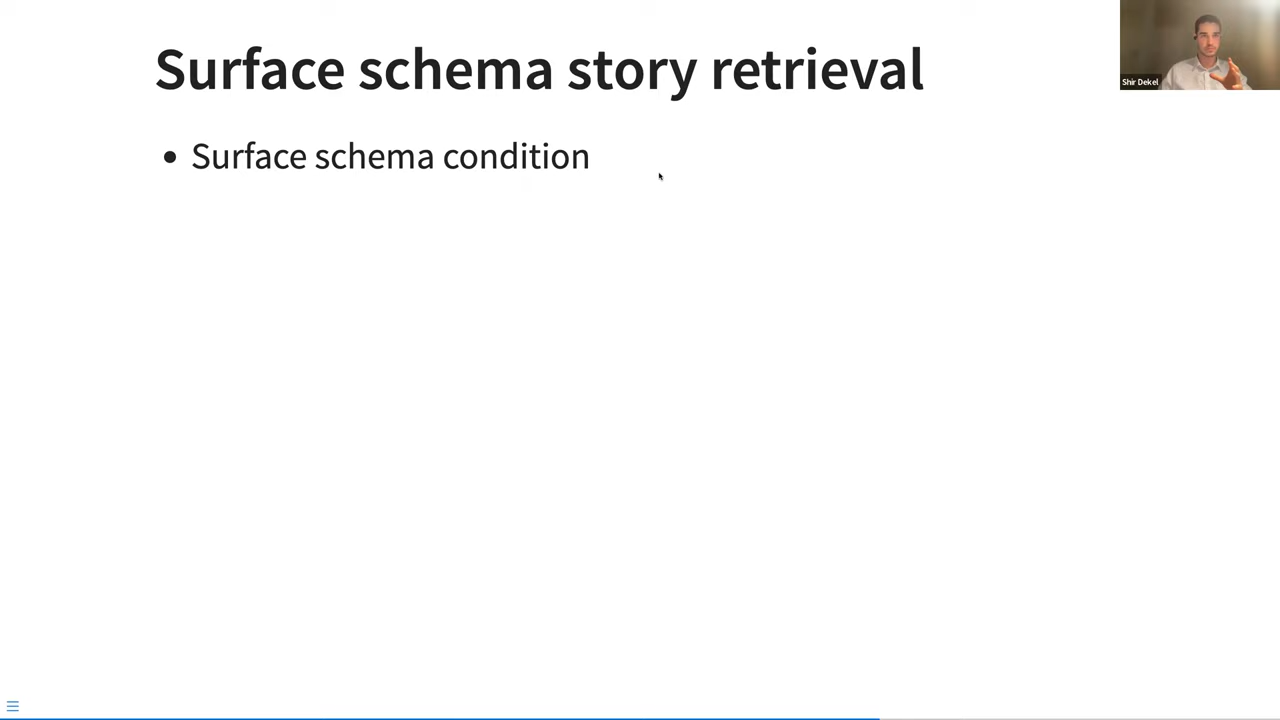 Surface schema story retrieval
Shir Dekel
• Surface schema condition